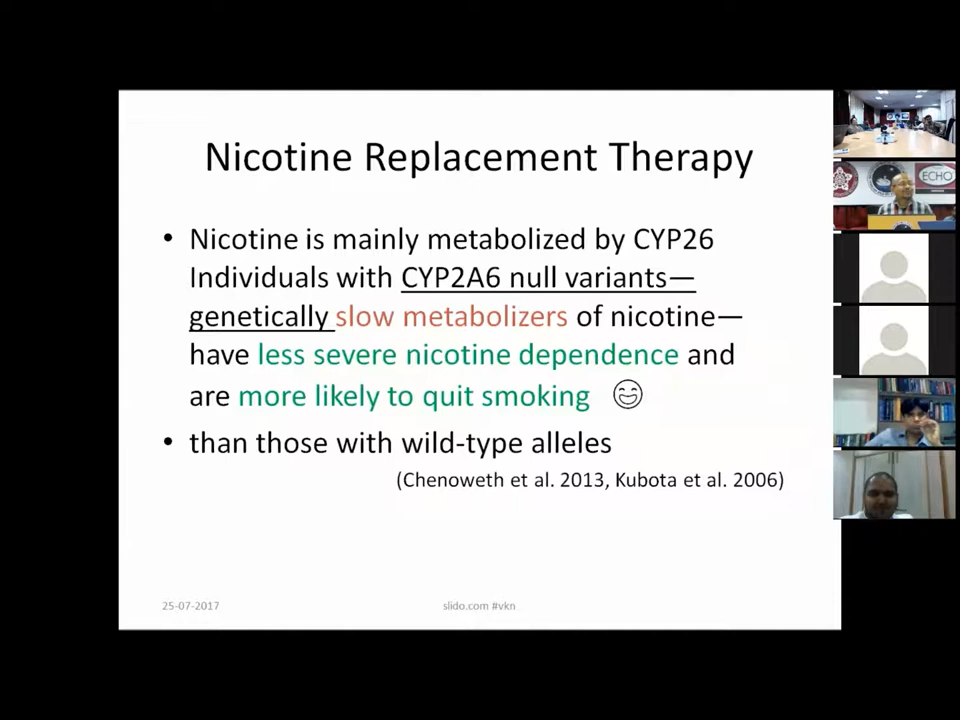 Nicotine Replacement Therapy
• Nicotine is mainly metabolized by CYP26
Individuals with CYP2A6 null variants—
genetically slow metabolizers of nicotine—
have less severe nicotine dependence and
are more likely to quit smoking 😄
• than those with wild-type alleles
(Chenoweth et al. 2013, Kubota et al. 2006)
25-07-2017
slido.com #vkn
ECHO